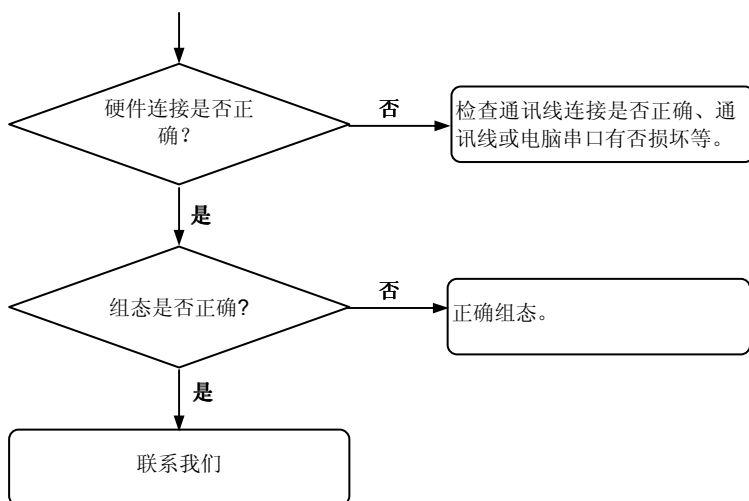 硬件连接是否正
确？
否
检查通讯线连接是否正确、通
讯线或电脑串口有否损坏等。
是
组态是否正确?
否
正确组态。
是
联系我们